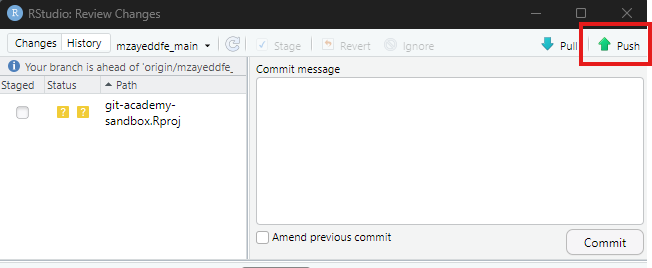 R RStudio: Review Changes
Changes History mzayeddfe_main Stage Revert Ignore Pull Push
Your branch is ahead of 'origin/mzayeddfe_
Staged Status Path
? ? git-academy-
sandbox.Rproj
Commit message
Amend previous commit
Commit